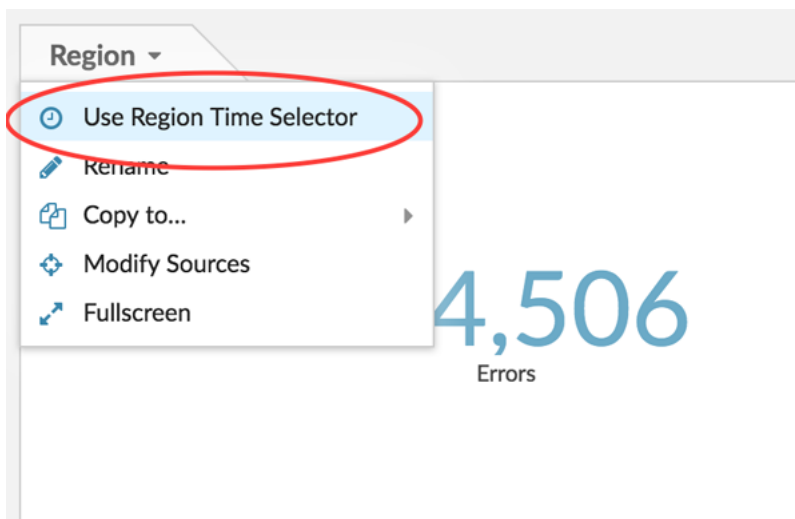 Region
Use Region Time Selector
Rename
Copy to...
Modify Sources
Fullscreen
4,506
Errors